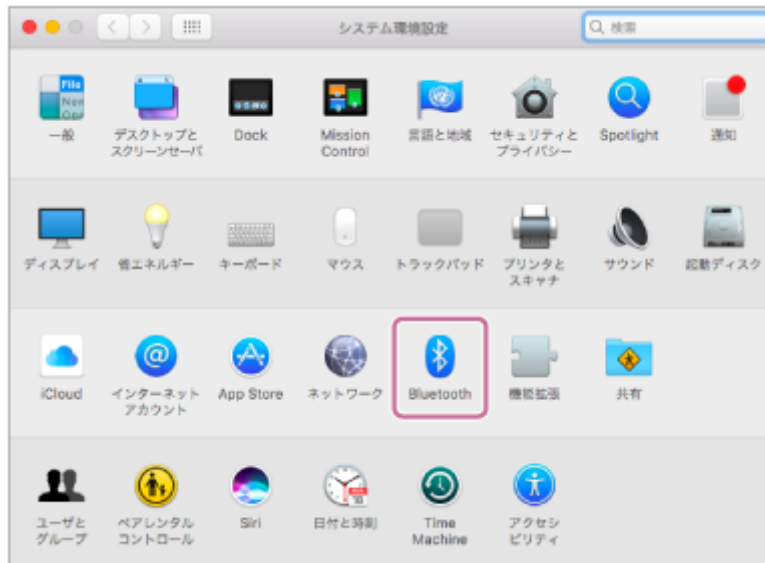 システム環境設定
検索
File
New
Ope
一般
デスクトップと
スクリーンセーバ
Dock
Mission
Control
言語と地域
セキュリティと
プライバシー
Spotlight
通知
ディスプレイ
省エネルギー
キーボード
マウス
トラックパッド
プリンタと
スキャナ
サウンド
起動ディスク
iCloud
インターネット
アカウント
App Store
ネットワーク
Bluetooth
機能拡張
共有
ユーザと
グループ
ペアレンタル
コントロール
Siri
日付と時刻
Time
Machine
アクセシ
ビリティ